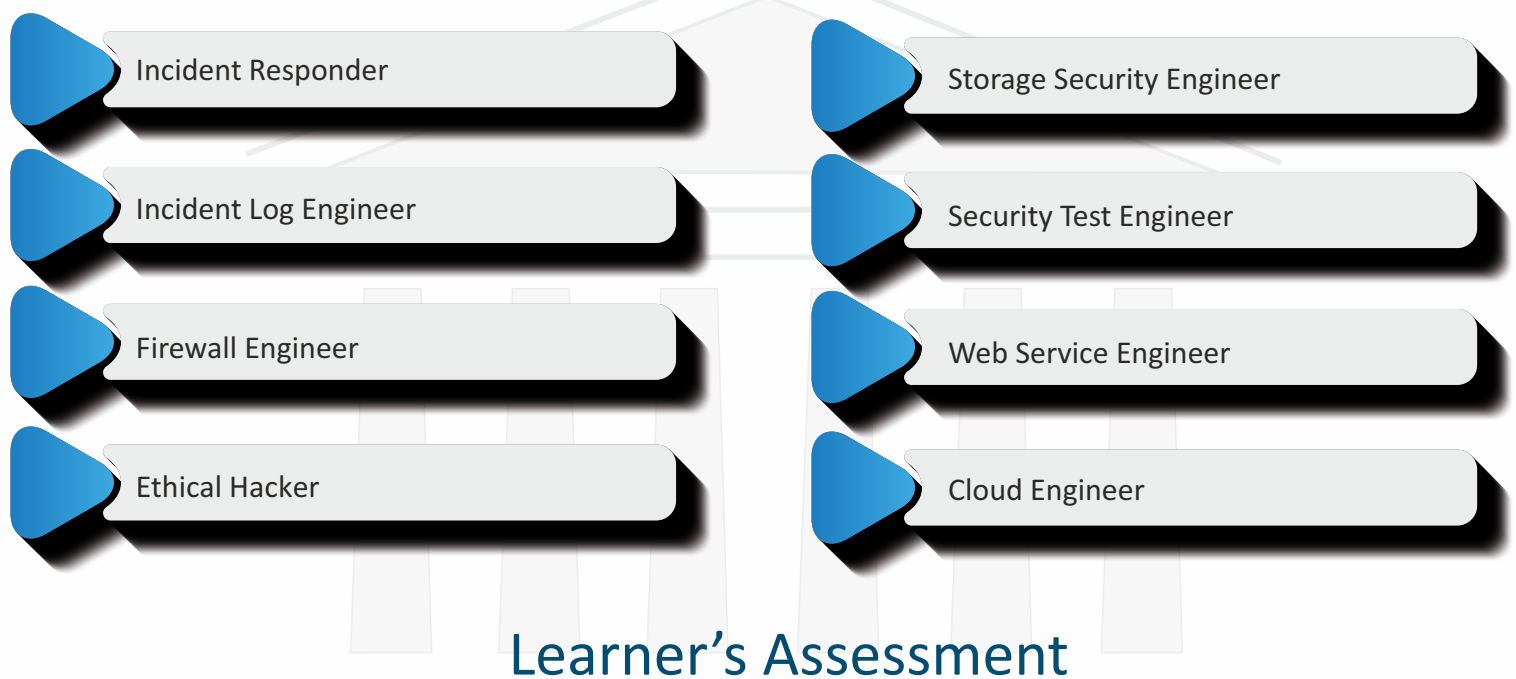 Incident Responder
Incident Log Engineer
Firewall Engineer
Ethical Hacker
Storage Security Engineer
Security Test Engineer
Web Service Engineer
Cloud Engineer
Learner’s Assessment